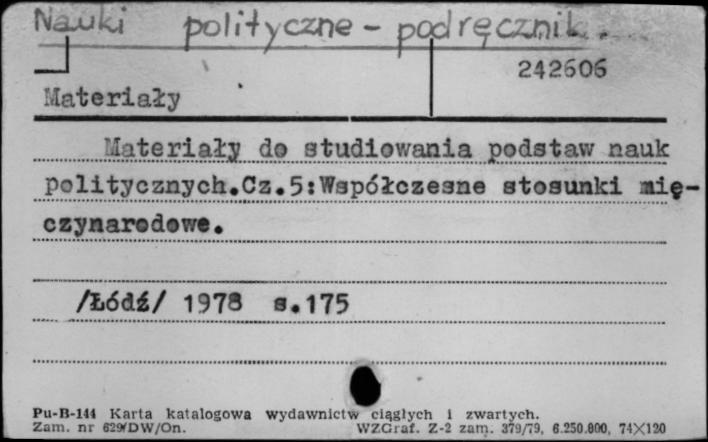 Nauki polityczne - podręcznik.
242606
Materiały
Materiały do studiowania podstaw nauk
politycznych.Cz.5:Współczesne stosunki mię-
czynarodowe.
/Łódź/ 1978 s.175
Pu-B-144 Karta katalogowa wydawnictw ciągłych i zwartych.
Zam. nr 629/DW/On. WZGraf. Z-2 zam. 379/79, 6.250.000, 74×120